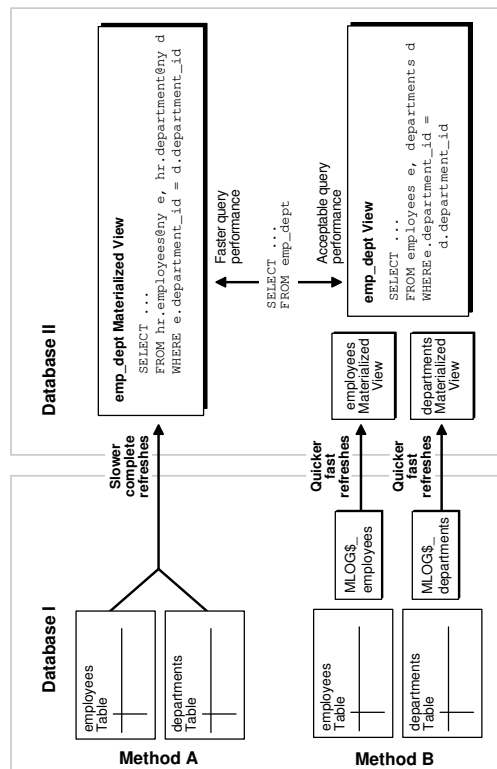 Database I
Database II
Method A
employees
Table
departments
Table
Slower
complete
refreshes
emp_dept Materialized View
SELECT ...
FROM hr.employees@ny e, hr.department@ny d
WHERE e.department_id = d.department_id
Faster query
performance
SELECT ...
FROM emp_dept
Acceptable query
performance
Method B
employees
Table
departments
Table
MLOG$_
employees
MLOG$_
departments
Quicker
fast
refreshes
Quicker
fast
refreshes
employees
Materialized
View
departments
Materialized
View
emp_dept View
SELECT ...
FROM employees e, departments d
WHEREe.department_id =
d.department_id